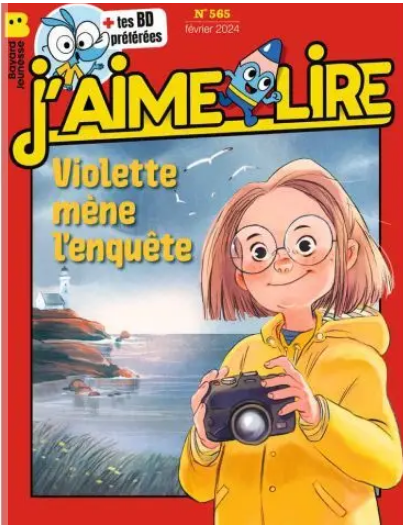 Bayard Jeunesse
+ tes BD
préférées
N° 565
février 2024
J'AIME LIRE
Violette
mène
l'enquête